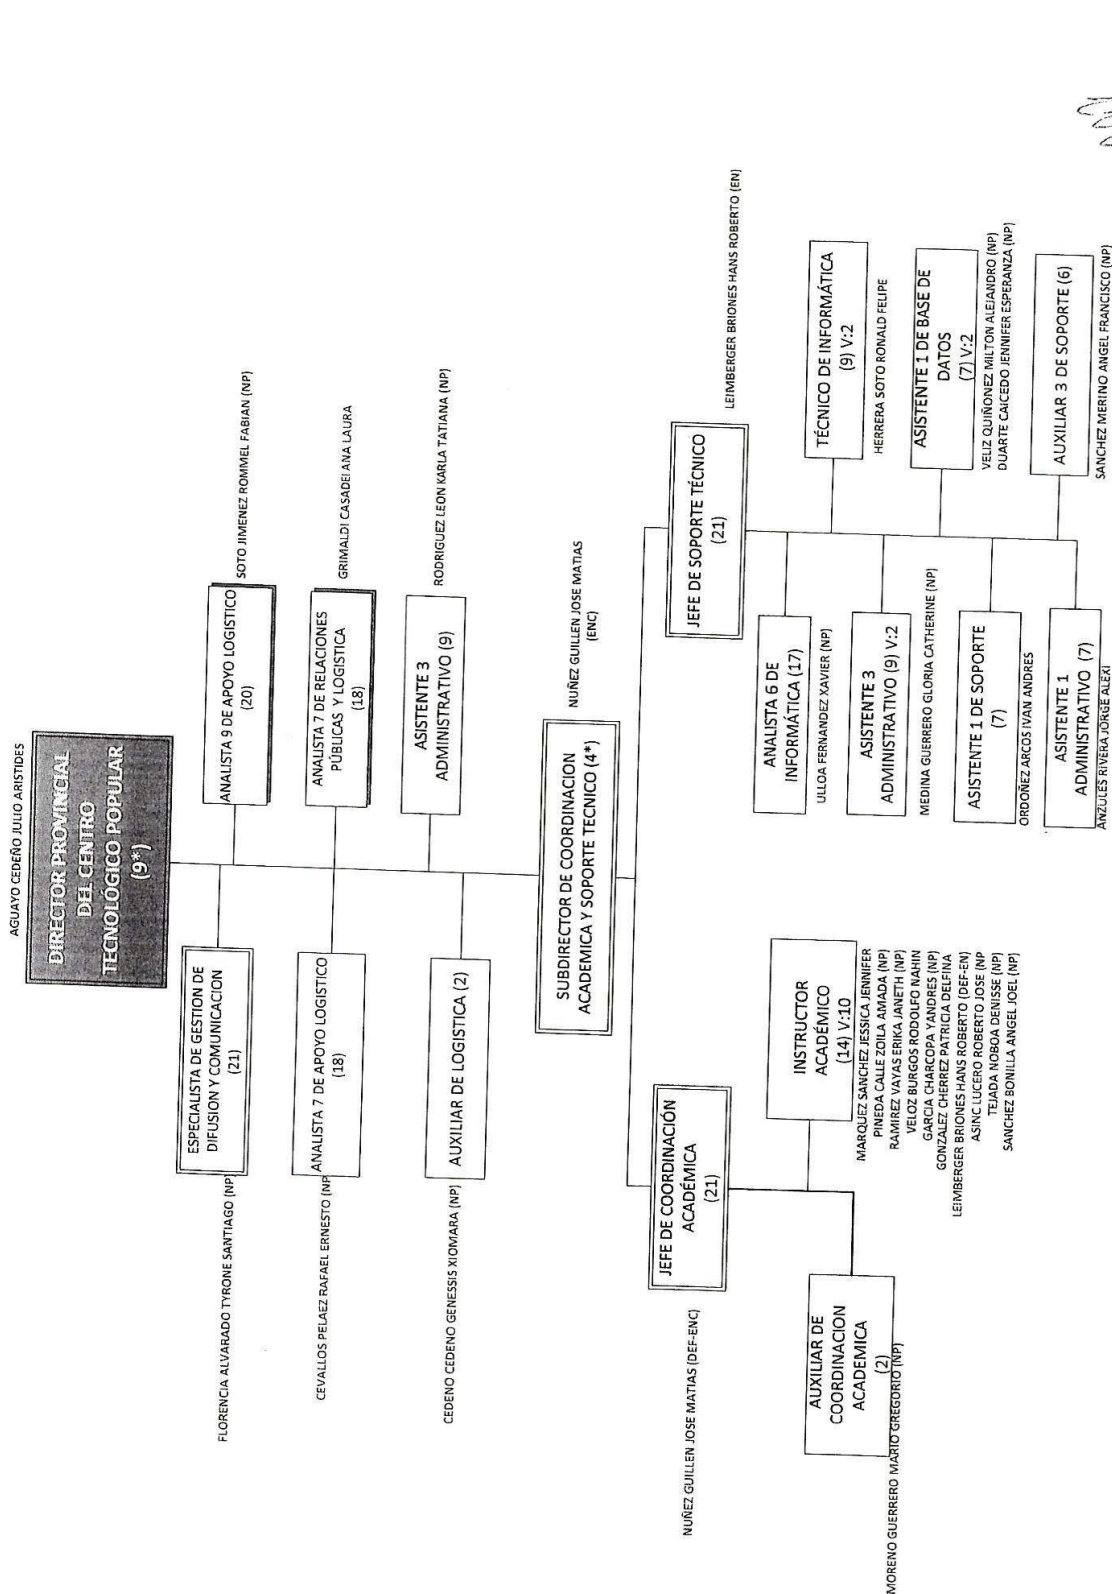 AGUAYO CEDEÑO JULIO ARISTIDES
DIRECTOR PROVINCIAL
DEL CENTRO
TECNOLÓGICO POPULAR
(9*)
ESPECIALISTA DE GESTION DE
DIFUSION Y COMUNICACION
(21)
FLORENCIA ALVARADO TYRONE SANTIAGO (NP)
ANALISTA 9 DE APOYO LOGISTICO
(20)
SOTO JIMENEZ ROMMEL FABIAN (NP)
ANALISTA 7 DE APOYO LOGISTICO
(18)
CEVALLOS PELAEZ RAFAEL ERNESTO (NP
ANALISTA 7 DE RELACIONES
PÚBLICAS Y LOGISTICA
(18)
GRIMALDI CASADEI ANA LAURA
AUXILIAR DE LOGISTICA (2)
CEDENO CEDENO GENESSIS XIOMARA (NP)
ASISTENTE 3
ADMINISTRATIVO (9)
RODRIGUEZ LEON KARLA TATIANA (NP)
SUBDIRECTOR DE COORDINACION
ACADEMICA Y SOPORTE TECNICO (4*)
NUÑEZ GUILLEN JOSE MATIAS
(ENC)
JEFE DE COORDINACIÓN
ACADÉMICA
(21)
NUÑEZ GUILLEN JOSE MATIAS (DEF-ENC)
AUXILIAR DE
COORDINACION
ACADEMICA
(2)
MORENO GUERRERO MARIO GREGORIO (NP)
INSTRUCTOR
ACADÉMICO
(14) V:10
MARQUEZ SANCHEZ JESSICA JENNIFER
PINEDA CALLE ZOILA AMADA (NP)
RAMIREZ VAYAS ERIKA JANETH (NP)
VELOZ BURGOS RODOLFO NAHIN
GARCIA CHARCOPA YANDRES (NP)
GONZALEZ CHERREZ PATRICIA DELFINA
LEIMBERGER BRIONES HANS ROBERTO (DEF-EN)
ASINC LUCERO ROBERTO JOSE (NP
TEJADA NOBOA DENISSE (NP)
SANCHEZ BONILLA ANGEL JOEL (NP)
JEFE DE SOPORTE TÉCNICO
(21)
LEIMBERGER BRIONES HANS ROBERTO (EN)
ANALISTA 6 DE
INFORMÁTICA (17)
ULLOA FERNANDEZ XAVIER (NP)
TÉCNICO DE INFORMÁTICA
(9) V:2
HERRERA SOTO RONALD FELIPE
ASISTENTE 3
ADMINISTRATIVO (9) V:2
MEDINA GUERRERO GLORIA CATHERINE (NP)
ASISTENTE 1 DE BASE DE
DATOS
(7) V:2
VELIZ QUIÑONEZ MILTON ALEJANDRO (NP)
DUARTE CAICEDO JENNIFER ESPERANZA (NP)
ASISTENTE 1 DE SOPORTE
(7)
ORDOÑEZ ARCOS IVAN ANDRES
AUXILIAR 3 DE SOPORTE (6)
SANCHEZ MERINO ANGEL FRANCISCO (NP)
ASISTENTE 1
ADMINISTRATIVO (7)
ANZULES RIVERA JORGE ALEXI